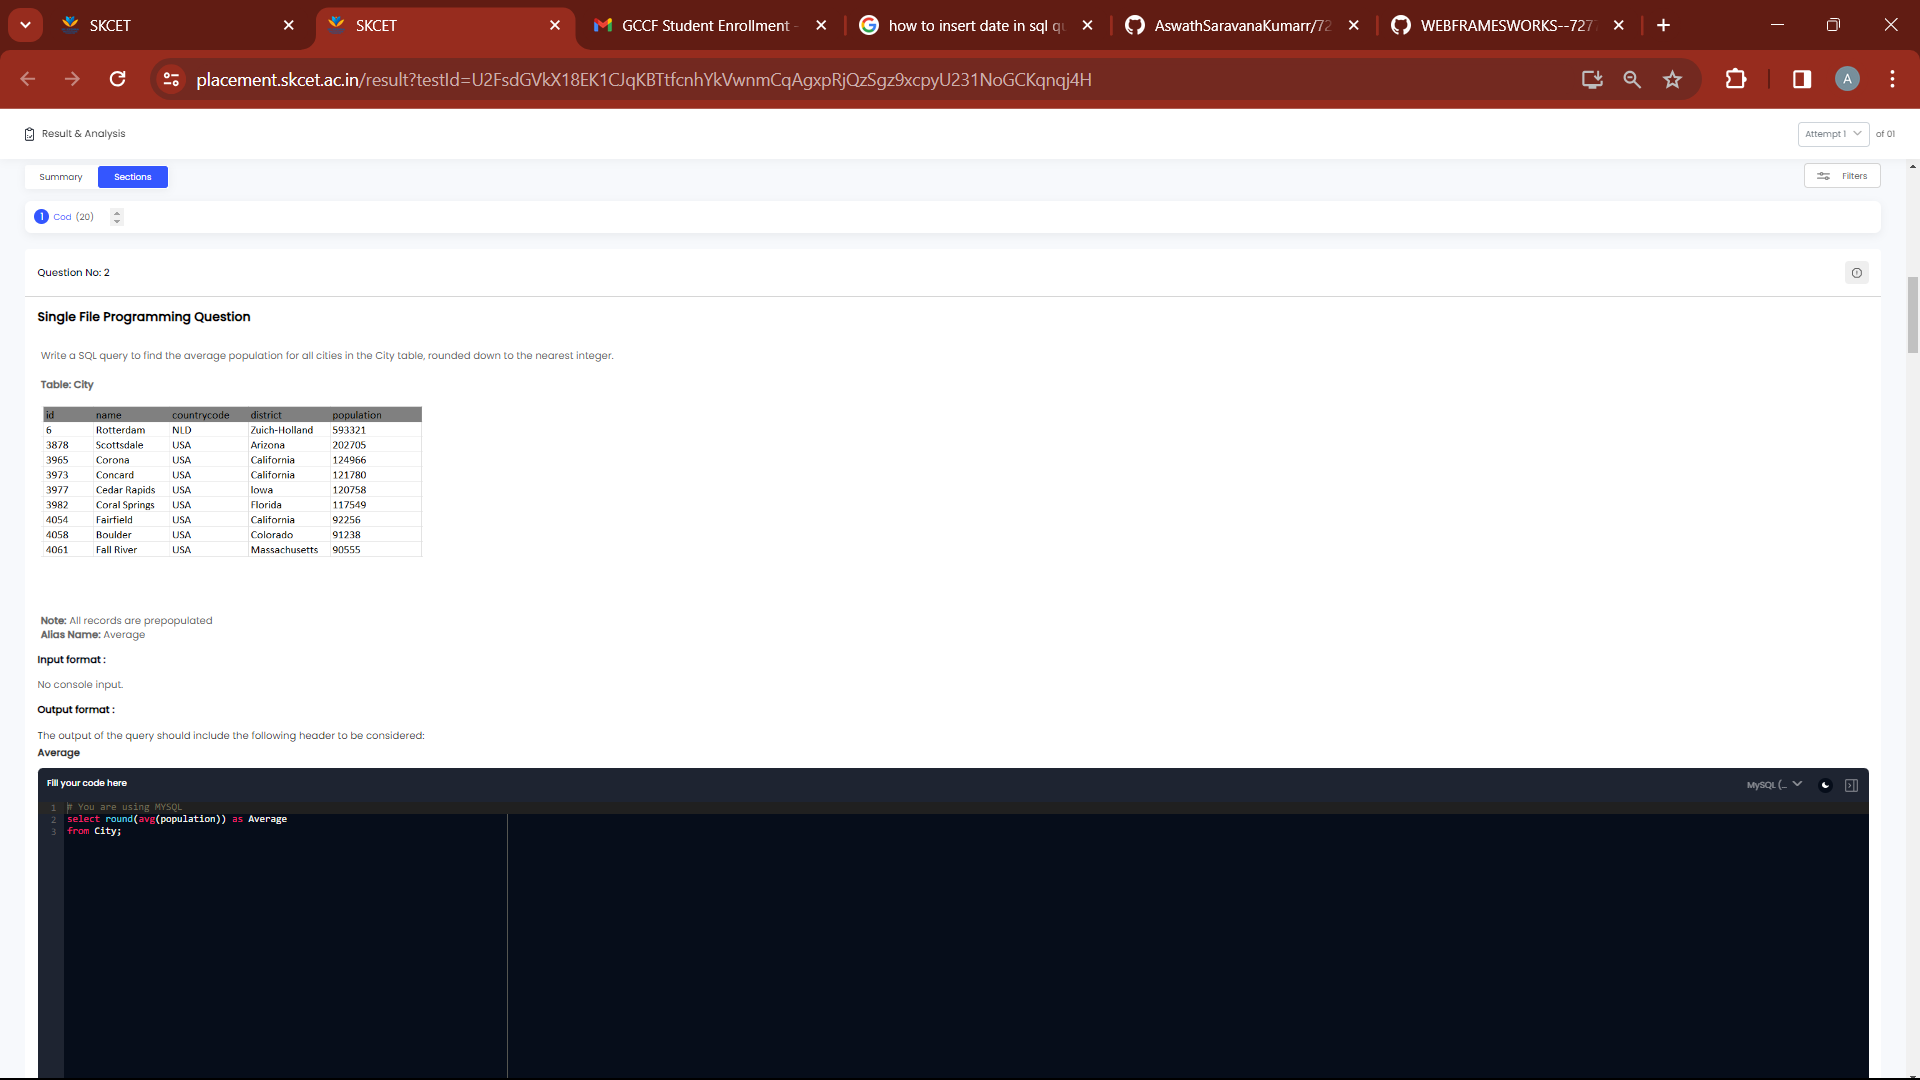 SKCET
SKCET
GCCF Student Enrollment -
how to insert date in sql qu
AswathSaravanaKumarr/72
WEBFRAMESWORKS--727
placement.skcet.ac.in/result?testId=U2FsdGVkX18EK1CJqKBTtfcnhYkVwnmCqAgxpRjQzSgz9xcpyU231NoGCKqnqj4H
A
Result & Analysis
Attempt 1 of 01
Summary Sections
Filters
1 Cod (20)
Question No: 2
Single File Programming Question
Write a SQL query to find the average population for all cities in the City table, rounded down to the nearest integer.
Table: City
id name countrycode district population
6 Rotterdam NLD Zuich-Holland 593321
3878 Scottsdale USA Arizona 202705
3965 Corona USA California 124966
3973 Concard USA California 121780
3977 Cedar Rapids USA Iowa 120758
3982 Coral Springs USA Florida 117549
4054 Fairfield USA California 92256
4058 Boulder USA Colorado 91238
4061 Fall River USA Massachusetts 90555
Note: All records are prepopulated
Alias Name: Average
Input format :
No console input.
Output format :
The output of the query should include the following header to be considered:
Average
Fill your code here
MySQL (...
1 # You are using MYSQL
2 select round(avg(population)) as Average
3 from City;